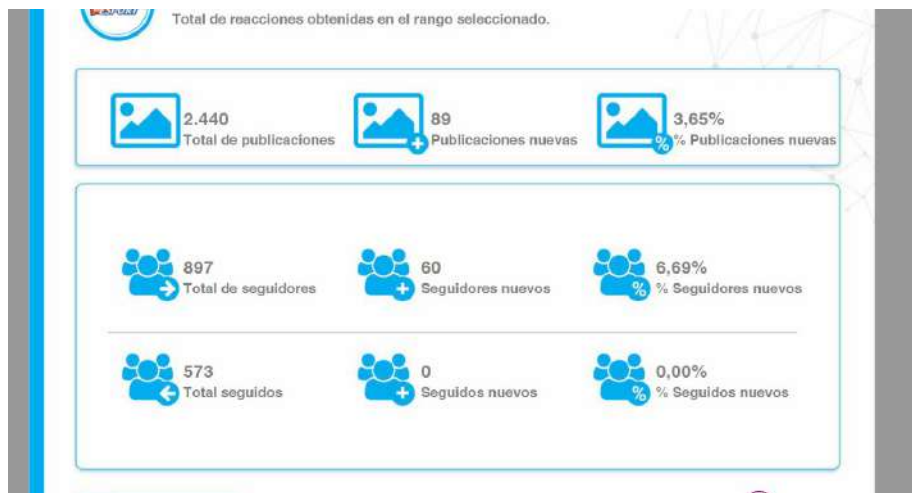 Total de reacciones obtenidas en el rango seleccionado.
2.440
Total de publicaciones
89
Publicaciones nuevas
3,65%
% Publicaciones nuevas
897
Total de seguidores
60
Seguidores nuevos
6,69%
% Seguidores nuevos
573
Total seguidos
0
Seguidos nuevos
0,00%
% Seguidos nuevos